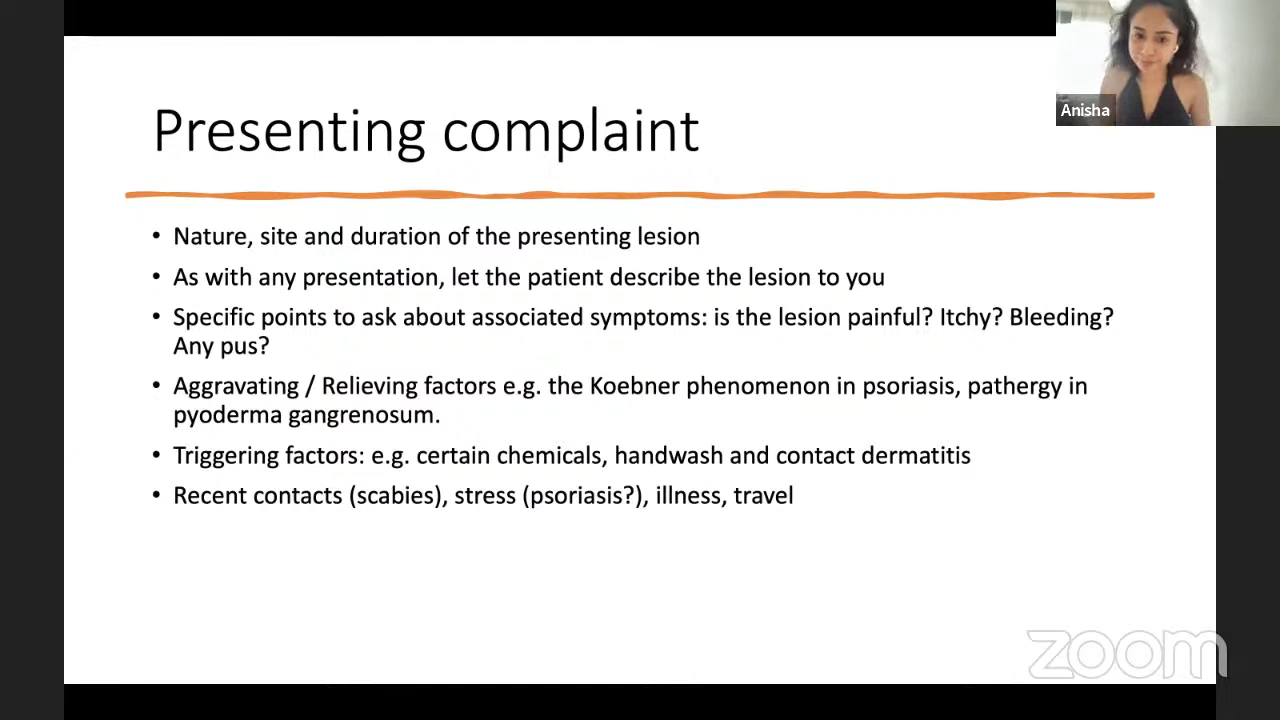 Anisha
Presenting complaint
• Nature, site and duration of the presenting lesion
• As with any presentation, let the patient describe the lesion to you
• Specific points to ask about associated symptoms: is the lesion painful? Itchy? Bleeding?
Any pus?
• Aggravating / Relieving factors e.g. the Koebner phenomenon in psoriasis, pathergy in
pyoderma gangrenosum.
• Triggering factors: e.g. certain chemicals, handwash and contact dermatitis
• Recent contacts (scabies), stress (psoriasis?), illness, travel
zoom